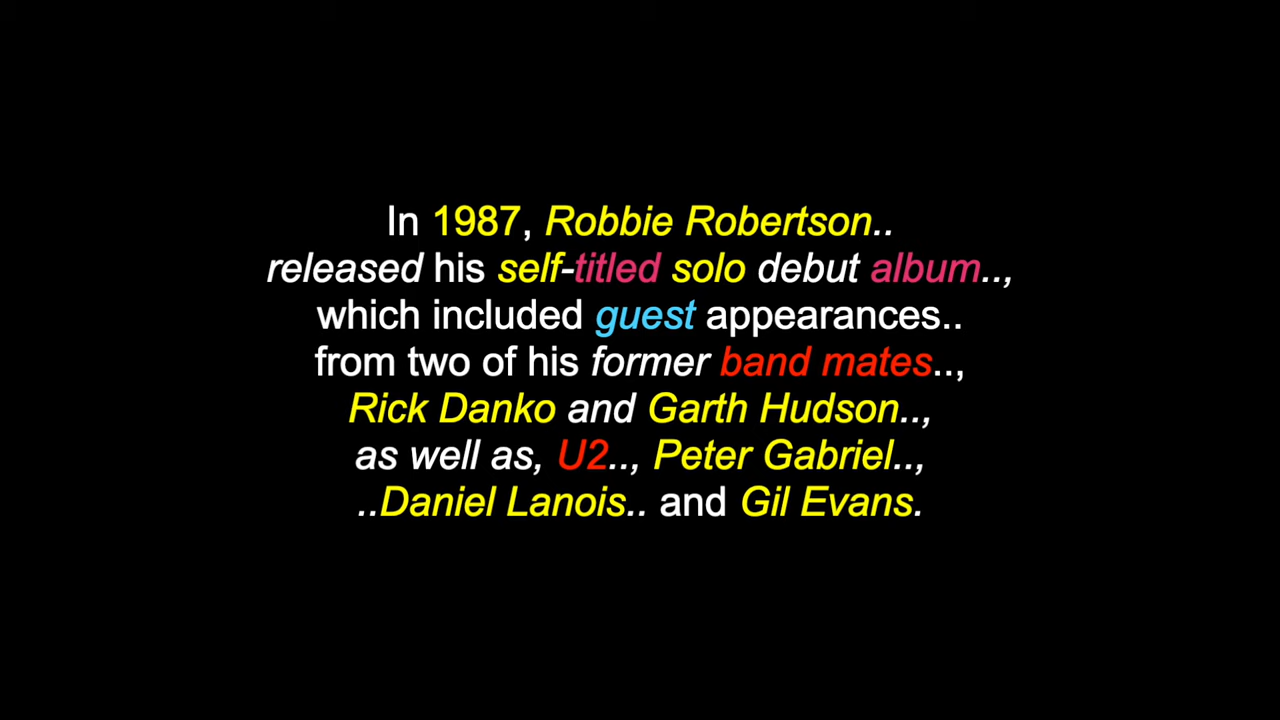 In 1987, Robbie Robertson..
released his self-titled solo debut album..,
which included guest appearances..
from two of his former band mates..,
Rick Danko and Garth Hudson..,
as well as, U2.., Peter Gabriel..,
..Daniel Lanois.. and Gil Evans.